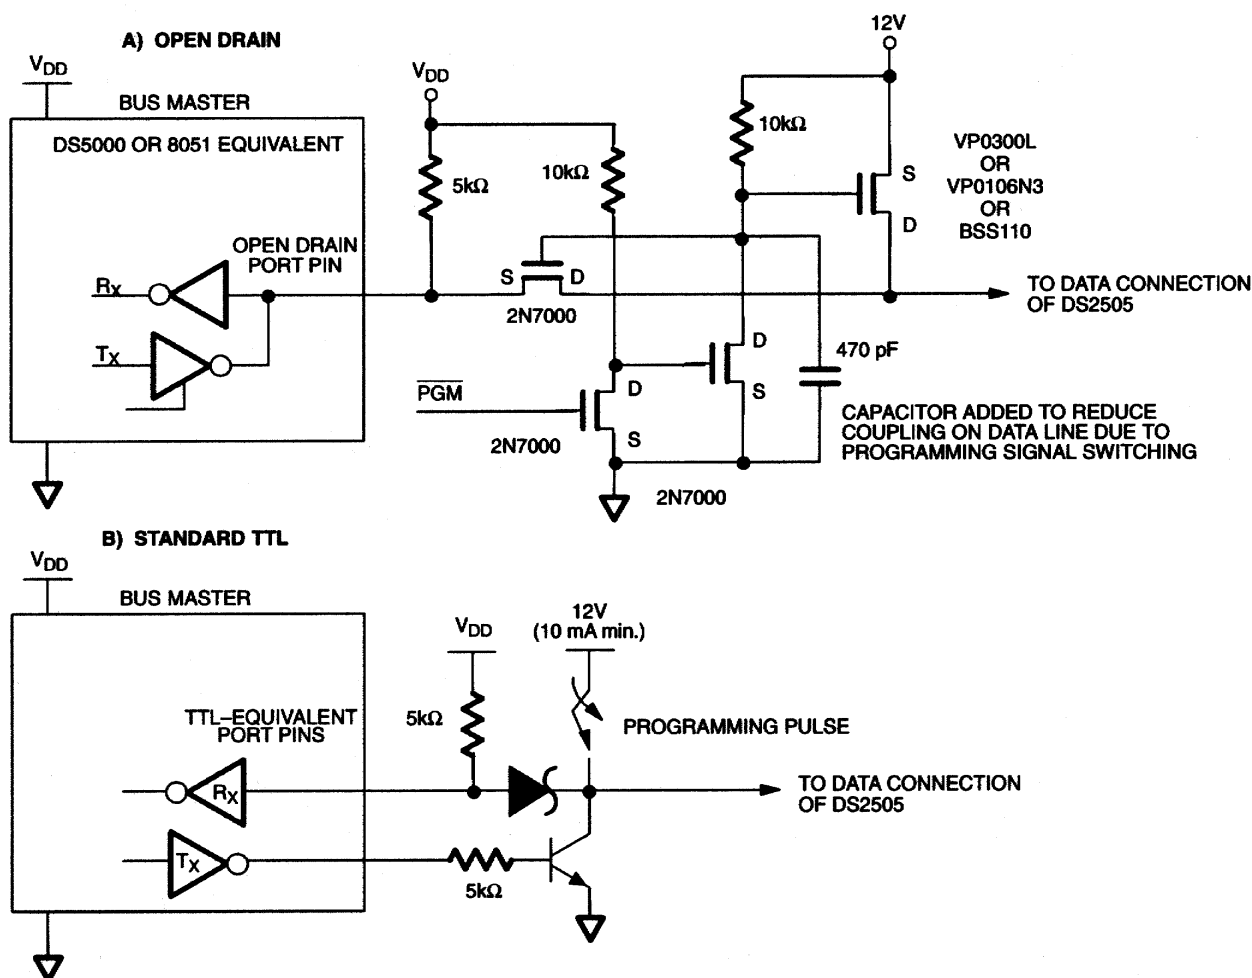 A) OPEN DRAIN
12V
VDD
VDD
BUS MASTER
DS5000 OR 8051 EQUIVALENT
10kΩ
VP0300L
OR
VP0106N3
OR
BSS110
5kΩ
10kΩ
S
D
OPEN DRAIN
PORT PIN
S
D
RX
2N7000
TO DATA CONNECTION
OF DS2505
TX
D
S
470 pF
PGM
D
S
2N7000
CAPACITOR ADDED TO REDUCE
COUPLING ON DATA LINE DUE TO
PROGRAMMING SIGNAL SWITCHING
2N7000
B) STANDARD TTL
VDD
BUS MASTER
VDD
12V
(10 mA min.)
5kΩ
TTL–EQUIVALENT
PORT PINS
PROGRAMMING PULSE
RX
TO DATA CONNECTION
OF DS2505
TX
5kΩ